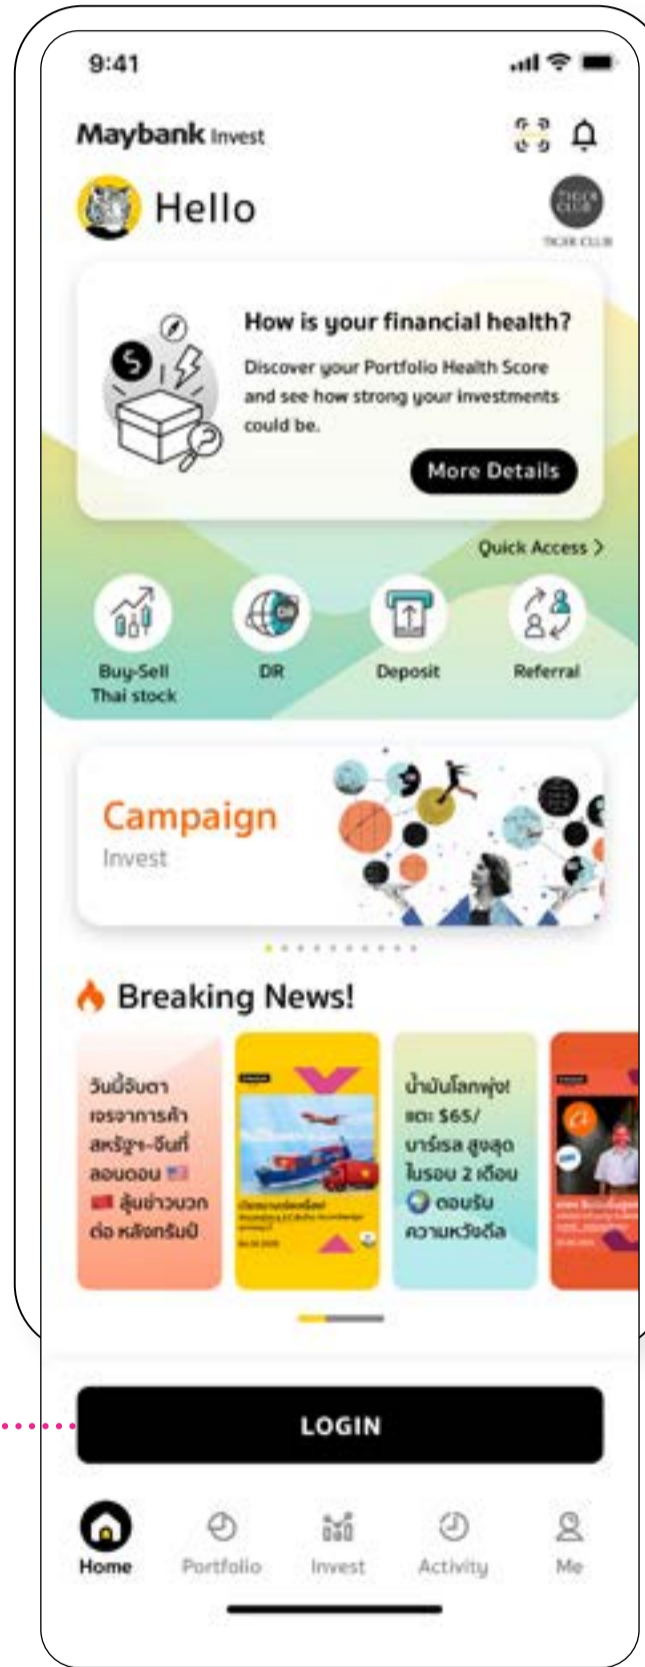 9:41
Maybank Invest
Hello
TIGER
CLUB
TIGER CLUB
How is your financial health?
Discover your Portfolio Health Score
and see how strong your investments
could be.
More Details
Quick Access >
Buy-Sell
Thai stock
DR
Deposit
Referral
Campaign
Invest
Breaking News!
วันนี้จับตา
เจรจาการค้า
สหรัฐฯ-จีนที่
ลอนดอน 🇺🇸
🇨🇳 ลุ้นข่าวบวก
ต่อ หลังทรัมป์
น้ำมันโลกพุ่ง!
แตะ $65/
บาร์เรล สูงสุด
ในรอบ 2 เดือน
🌍 ตอบรับ
ความหวังดีล
LOGIN
Home
Portfolio
Invest
Activity
Me